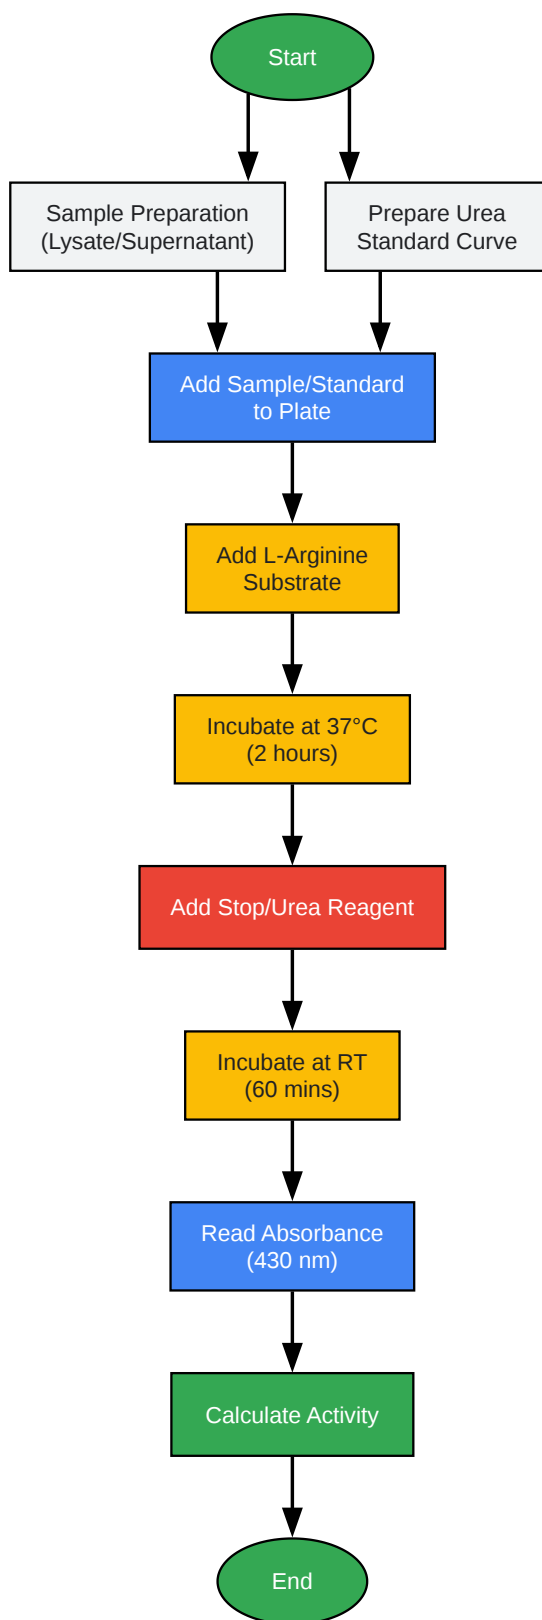 Start
Sample Preparation
(Lysate/Supernatant)
Prepare Urea
Standard Curve
Add Sample/Standard
to Plate
Add L-Arginine
Substrate
Incubate at 37°C
(2 hours)
Add Stop/Urea Reagent
Incubate at RT
(60 mins)
Read Absorbance
(430 nm)
Calculate Activity
End